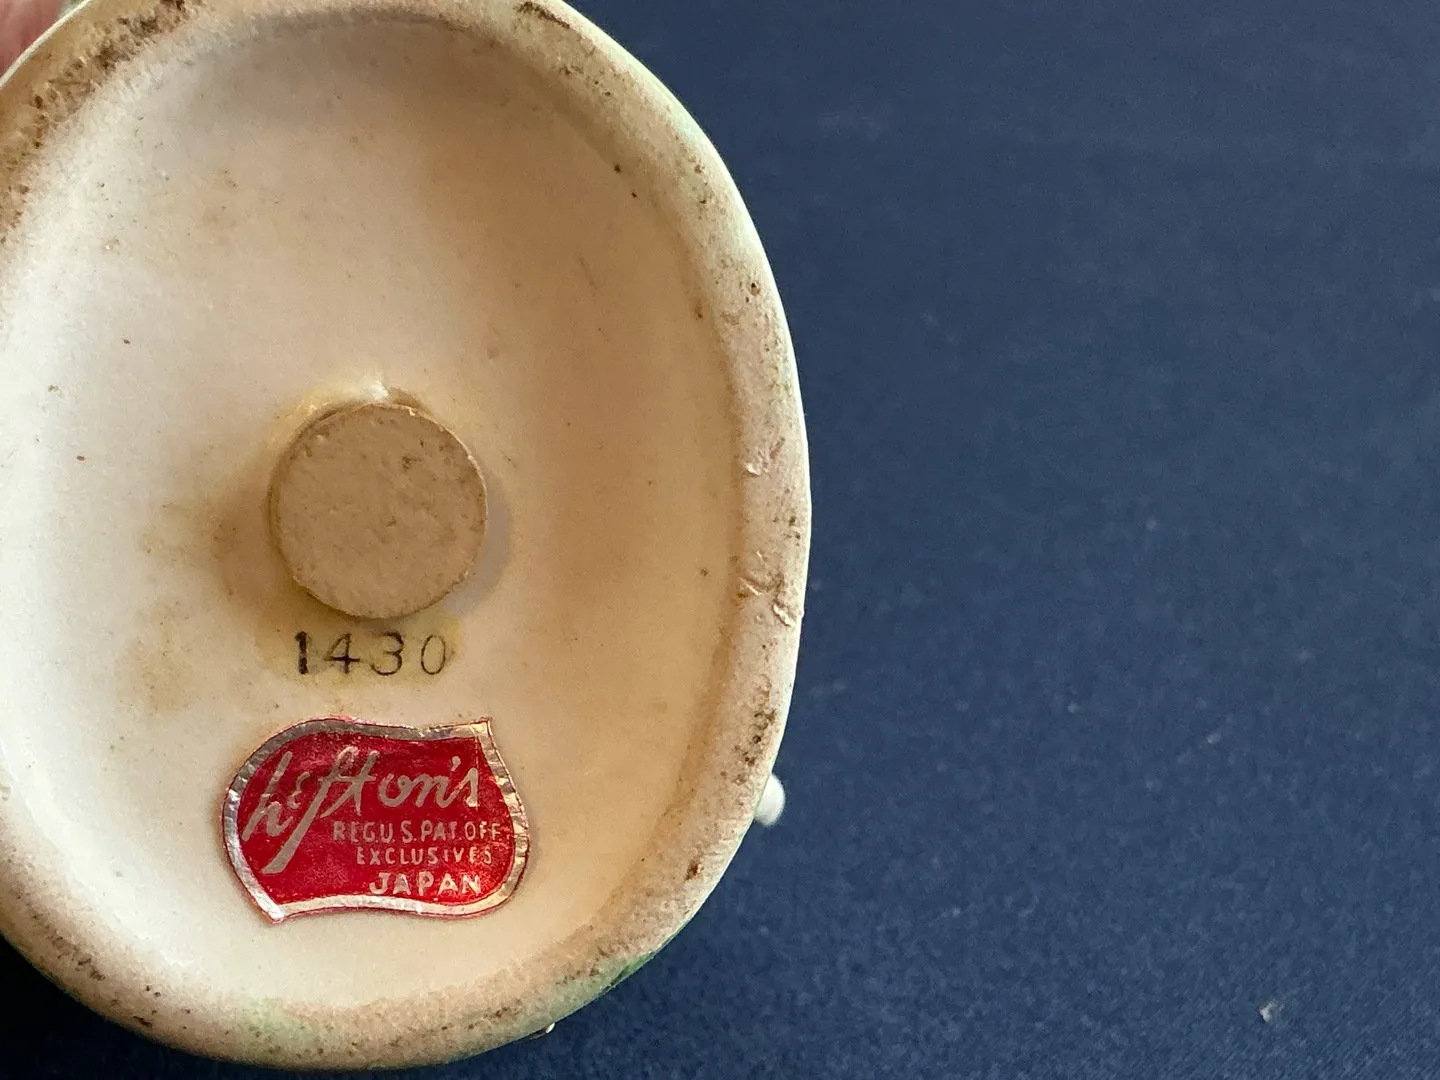 1430
Lefton's
REG.U.S.PAT.OFF.
EXCLUSIVES
JAPAN